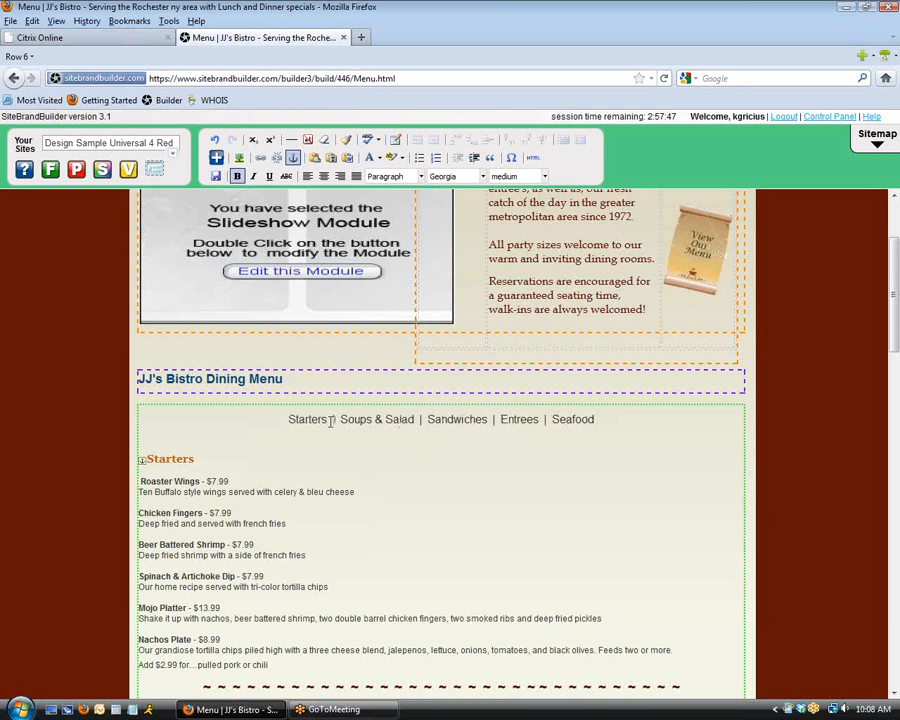 Menu | JJ's Bistro - Serving the Rochester ny area with Lunch and Dinner specials - Mozilla Firefox
File Edit View History Bookmarks Tools Help
Citrix Online
Menu | JJ's Bistro - Serving the Roche...
Row 6
sitebrandbuilder.com https://www.sitebrandbuilder.com/builder3/build/446/Menu.html
Google
Most Visited Getting Started Builder WHOIS
SiteBrandBuilder version 3.1
session time remaining: 2:57:47 Welcome, kgricius | Logout | Control Panel | Help
Your Sites
Design Sample Universal 4 Red
Sitemap
? F P S V
HTML
B I U ABC Paragraph Georgia medium
You have selected the
Slideshow Module
Double Click on the button
below to modify the Module
Edit this Module
entree's, as well as, our fresh
catch of the day in the greater
metropolitan area since 1972.
All party sizes welcome to our
warm and inviting dining rooms.
Reservations are encouraged for
a guaranteed seating time,
walk-ins are always welcomed!
View
Our
Menu
JJ's Bistro Dining Menu
Starters | Soups & Salad | Sandwiches | Entrees | Seafood
Starters
Roaster Wings - $7.99
Ten Buffalo style wings served with celery & bleu cheese
Chicken Fingers - $7.99
Deep fried and served with french fries
Beer Battered Shrimp - $7.99
Deep fried shrimp with a side of french fries
Spinach & Artichoke Dip - $7.99
Our home recipe served with tri-color tortilla chips
Mojo Platter - $13.99
Shake it up with nachos, beer battered shrimp, two double barrel chicken fingers, two smoked ribs and deep fried pickles
Nachos Plate - $8.99
Our grandiose tortilla chips piled high with a three cheese blend, jalepenos, lettuce, onions, tomatoes, and black olives. Feeds two or more.
Add $2.99 for…pulled pork or chili
~ ~ ~ ~ ~ ~ ~ ~ ~ ~ ~ ~ ~ ~ ~ ~ ~ ~ ~ ~ ~ ~ ~ ~ ~ ~ ~ ~ ~ ~
Menu | JJ's Bistro - S...
GoToMeeting
10:08 AM